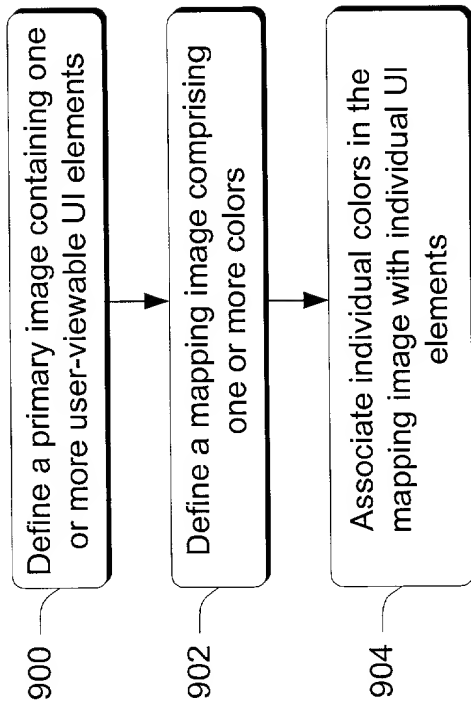 900
Define a primary image containing one
or more user-viewable UI elements
902
Define a mapping image comprising
one or more colors
904
Associate individual colors in the
mapping image with individual UI
elements